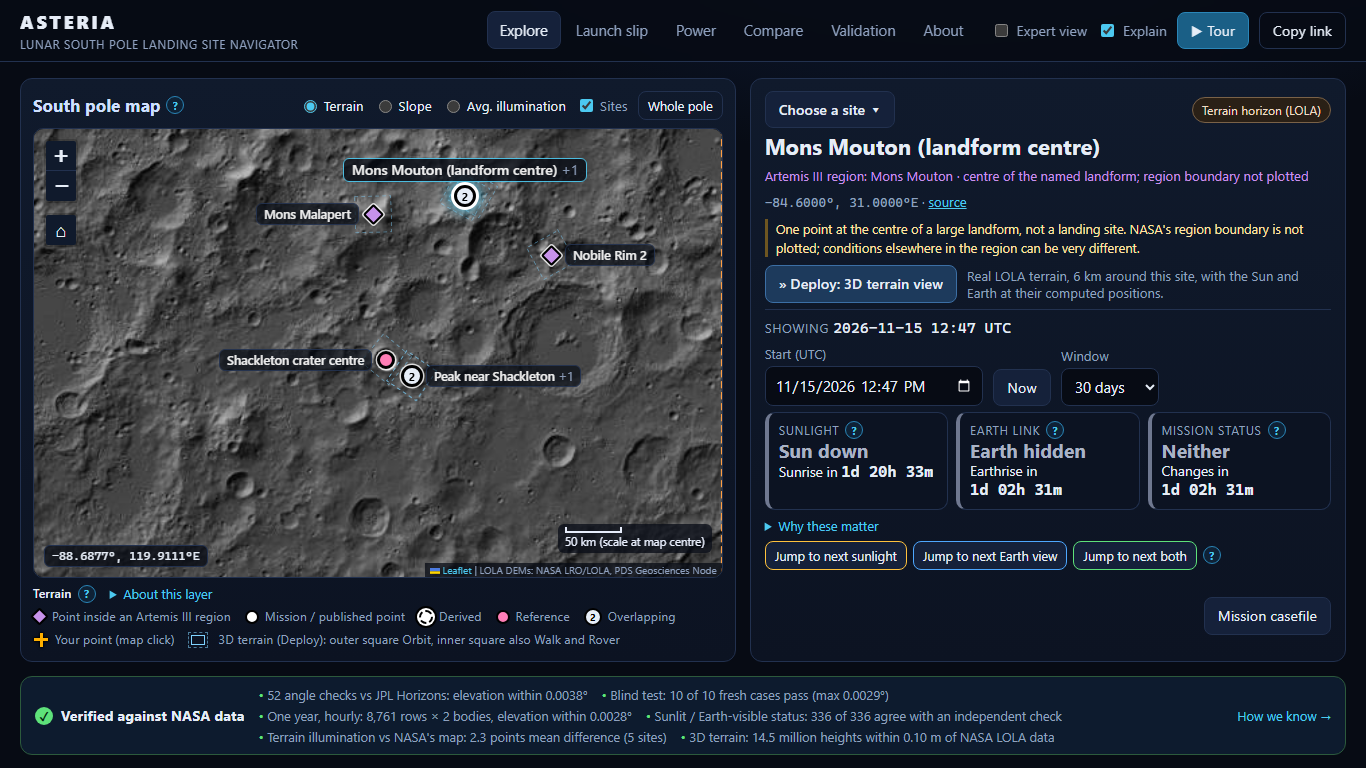 ASTERIA
LUNAR SOUTH POLE LANDING SITE NAVIGATOR
Explore
Launch slip
Power
Compare
Validation
About
Expert view
Explain
▶ Tour
Copy link
South pole map ?
Terrain
Slope
Avg. illumination
Sites
Whole pole
+
−
⌂
Mons Mouton (landform centre) +1
2
Mons Malapert
Nobile Rim 2
Shackleton crater centre
2
Peak near Shackleton +1
50 km (scale at map centre)
−88.6877°, 119.9111°E
Leaflet | LOLA DEMs: NASA LRO/LOLA, PDS Geosciences Node
Terrain ? ▶ About this layer
Point inside an Artemis III region
Mission / published point
Derived
Reference
2 Overlapping
Your point (map click)
3D terrain (Deploy): outer square Orbit, inner square also Walk and Rover
Choose a site ▼
Terrain horizon (LOLA)
Mons Mouton (landform centre)
Artemis III region: Mons Mouton · centre of the named landform; region boundary not plotted
−84.6000°, 31.0000°E · source
One point at the centre of a large landform, not a landing site. NASA's region boundary is not
plotted; conditions elsewhere in the region can be very different.
» Deploy: 3D terrain view
Real LOLA terrain, 6 km around this site, with the Sun and
Earth at their computed positions.
SHOWING 2026−11−15 12:47 UTC
Start (UTC)
Window
11/15/2026 12:47 PM
Now
30 days
SUNLIGHT ?
Sun down
Sunrise in 1d 20h 33m
EARTH LINK ?
Earth hidden
Earthrise in
1d 02h 31m
MISSION STATUS ?
Neither
Changes in
1d 02h 31m
▶ Why these matter
Jump to next sunlight
Jump to next Earth view
Jump to next both
?
Mission casefile
Verified against NASA data
• 52 angle checks vs JPL Horizons: elevation within 0.0038° • Blind test: 10 of 10 fresh cases pass (max 0.0029°)
• One year, hourly: 8,761 rows × 2 bodies, elevation within 0.0028° • Sunlit / Earth-visible status: 336 of 336 agree with an independent check
• Terrain illumination vs NASA's map: 2.3 points mean difference (5 sites) • 3D terrain: 14.5 million heights within 0.10 m of NASA LOLA data
How we know →